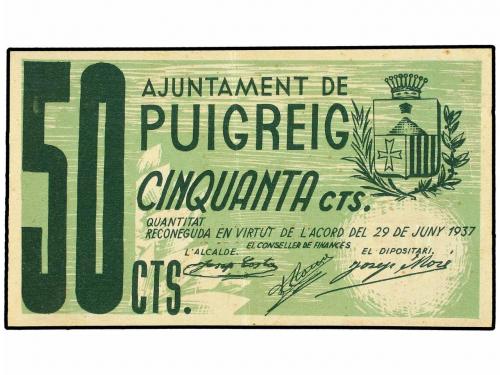 50
CTS.
AJUNTAMENT DE
PUIGREIG
CINQUANTA CTS.
QUANTITAT
RECONEGUDA EN VIRTUT DE L'ACORD DEL 29 DE JUNY 1937
L'ALCALDE. EL CONSELLER DE FINANCES EL DIPOSITARI.
Josep